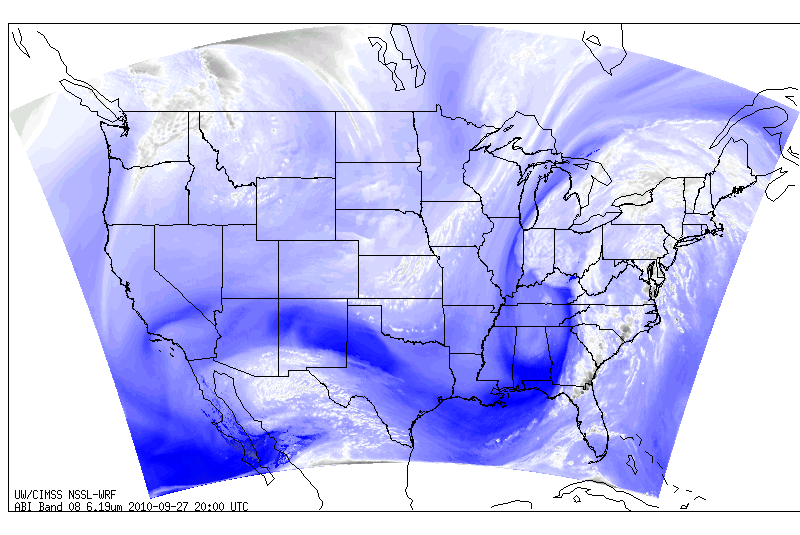 UW/CIMSS NSSL-WRF
ABI Band 08 6.19um 2010-09-27 20:00 UTC